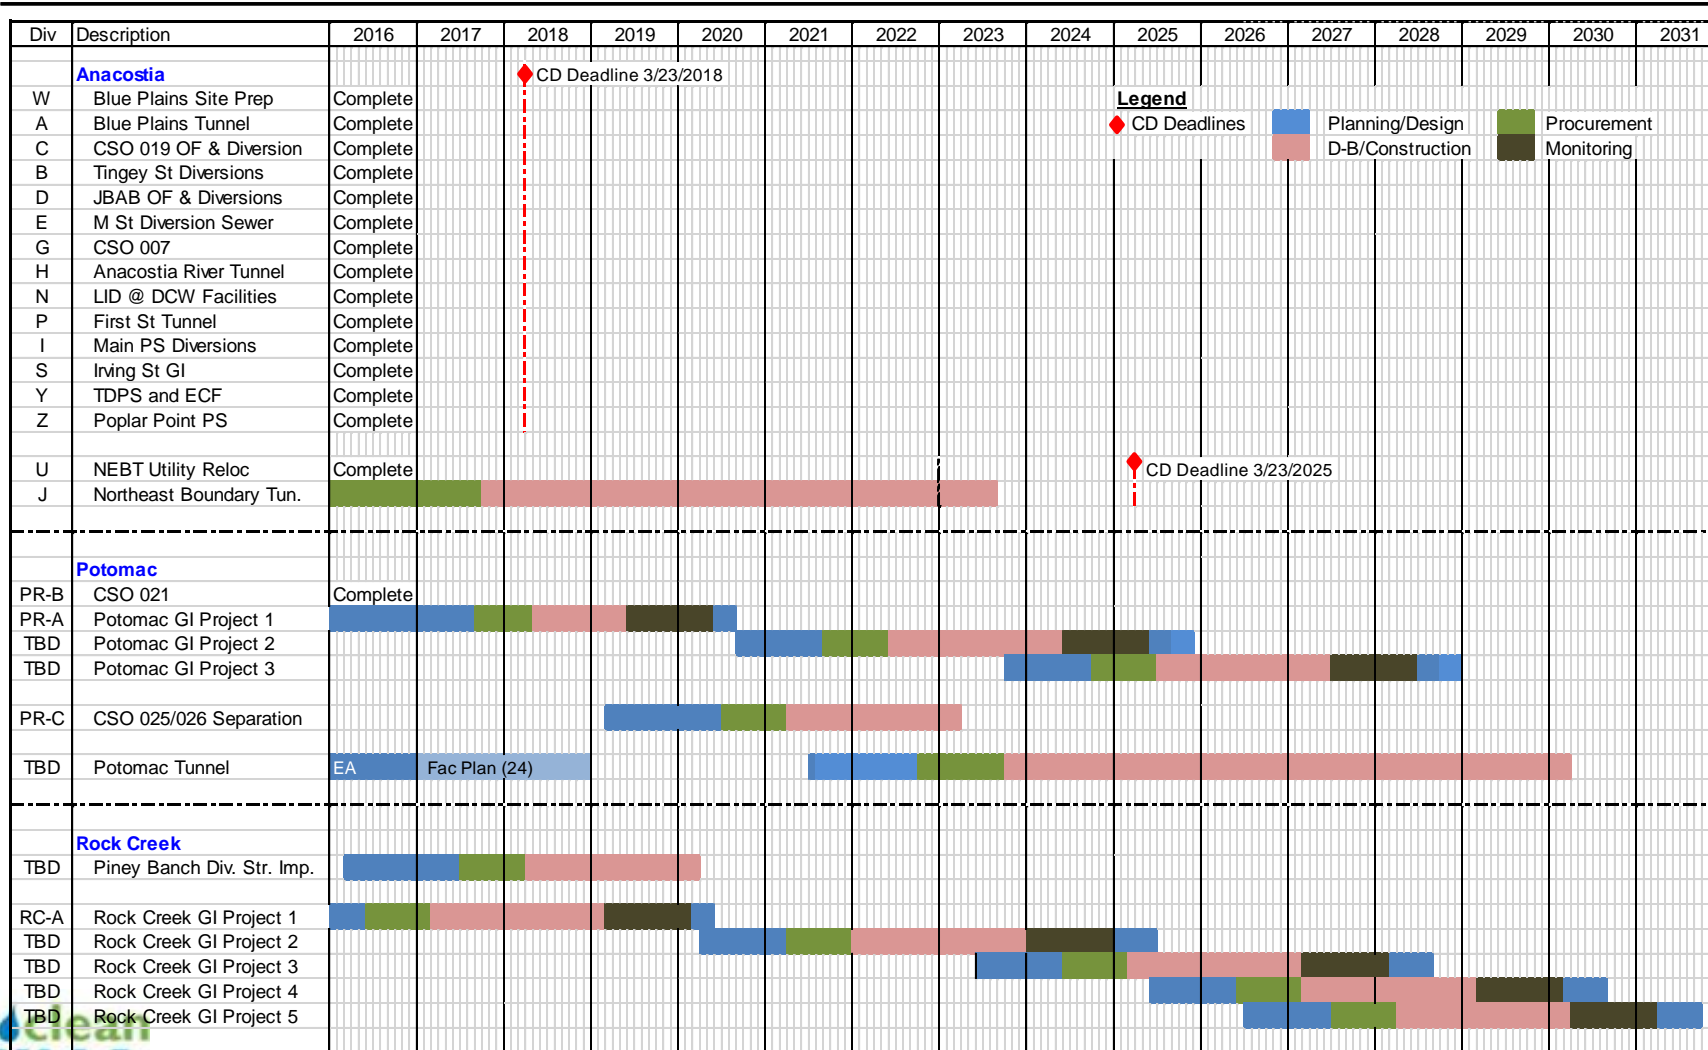 Div Description 2016 2017 2018 2019 2020 2021 2022 2023 2024 2025 2026 2027 2028 2029 2030 2031
Anacostia CD Deadline 3/23/2018
W Blue Plains Site Prep Complete Legend
A Blue Plains Tunnel Complete CD Deadlines Planning/Design Procurement
C CSO 019 OF & Diversion Complete D-B/Construction Monitoring
B Tingey St Diversions Complete
D JBAB OF & Diversions Complete
E M St Diversion Sewer Complete
G CSO 007 Complete
H Anacostia River Tunnel Complete
N LID @ DCW Facilities Complete
P First St Tunnel Complete
I Main PS Diversions Complete
S Irving St GI Complete
Y TDPS and ECF Complete
Z Poplar Point PS Complete
U NEBT Utility Reloc Complete CD Deadline 3/23/2025
J Northeast Boundary Tun.
Potomac
PR-B CSO 021 Complete
PR-A Potomac GI Project 1
TBD Potomac GI Project 2
TBD Potomac GI Project 3
PR-C CSO 025/026 Separation
TBD Potomac Tunnel EA Fac Plan (24)
Rock Creek
TBD Piney Banch Div. Str. Imp.
RC-A Rock Creek GI Project 1
TBD Rock Creek GI Project 2
TBD Rock Creek GI Project 3
TBD Rock Creek GI Project 4
TBD Rock Creek GI Project 5
clean